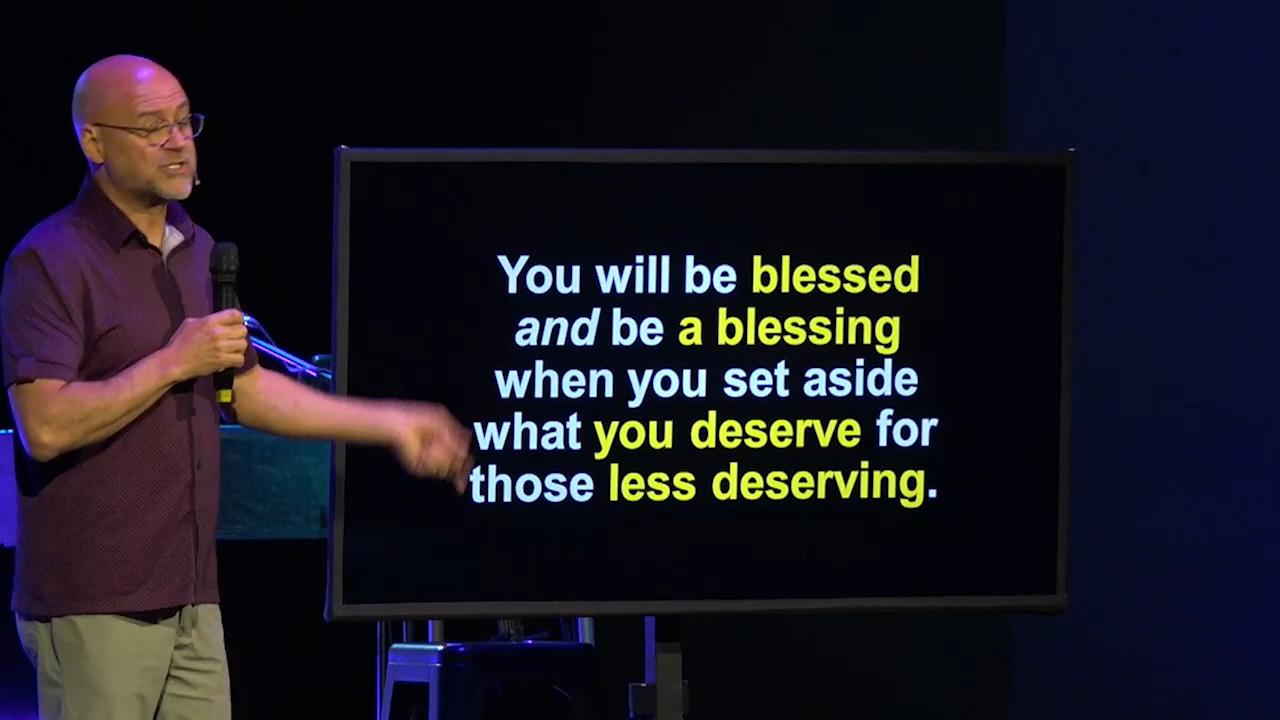 You will be blessed
and be a blessing
when you set aside
what you deserve for
those less deserving.